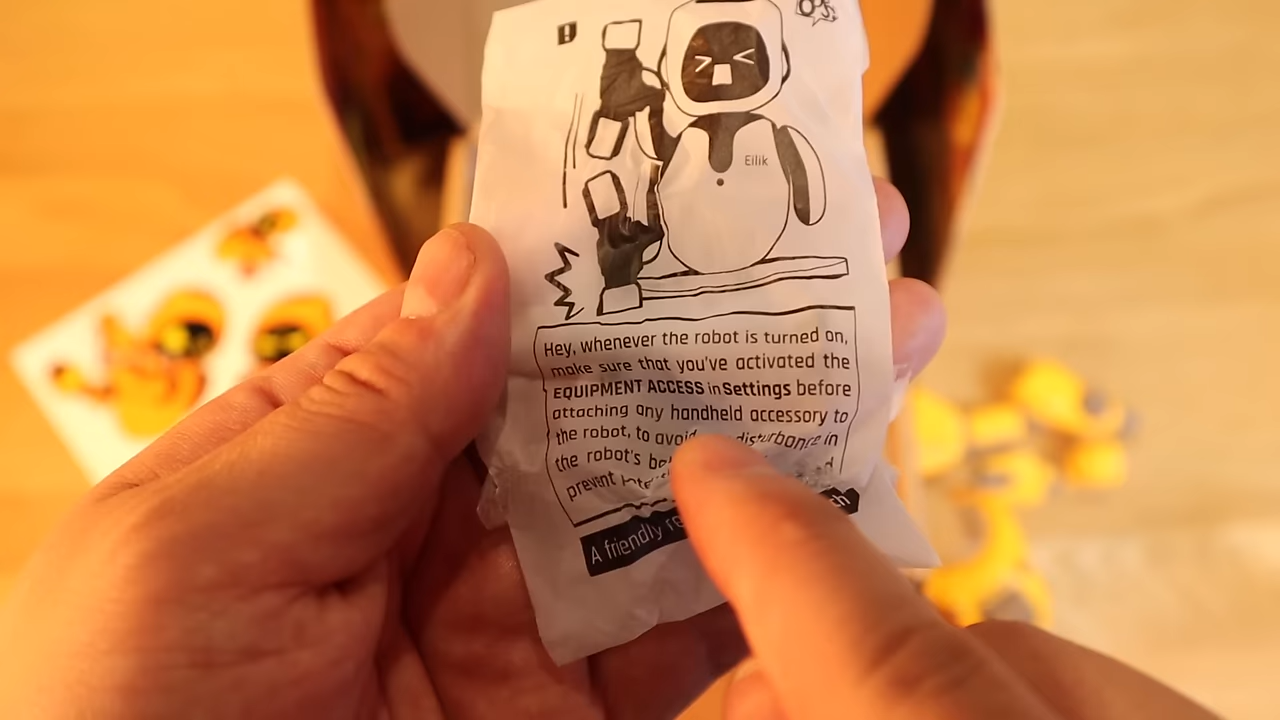 Eilik
Hey, whenever the robot is turned on,
make sure that you've activated the
EQUIPMENT ACCESS in Settings before
attaching any handheld accessory to
the robot, to avoid disturbance in
the robot's
prevent
A friendly